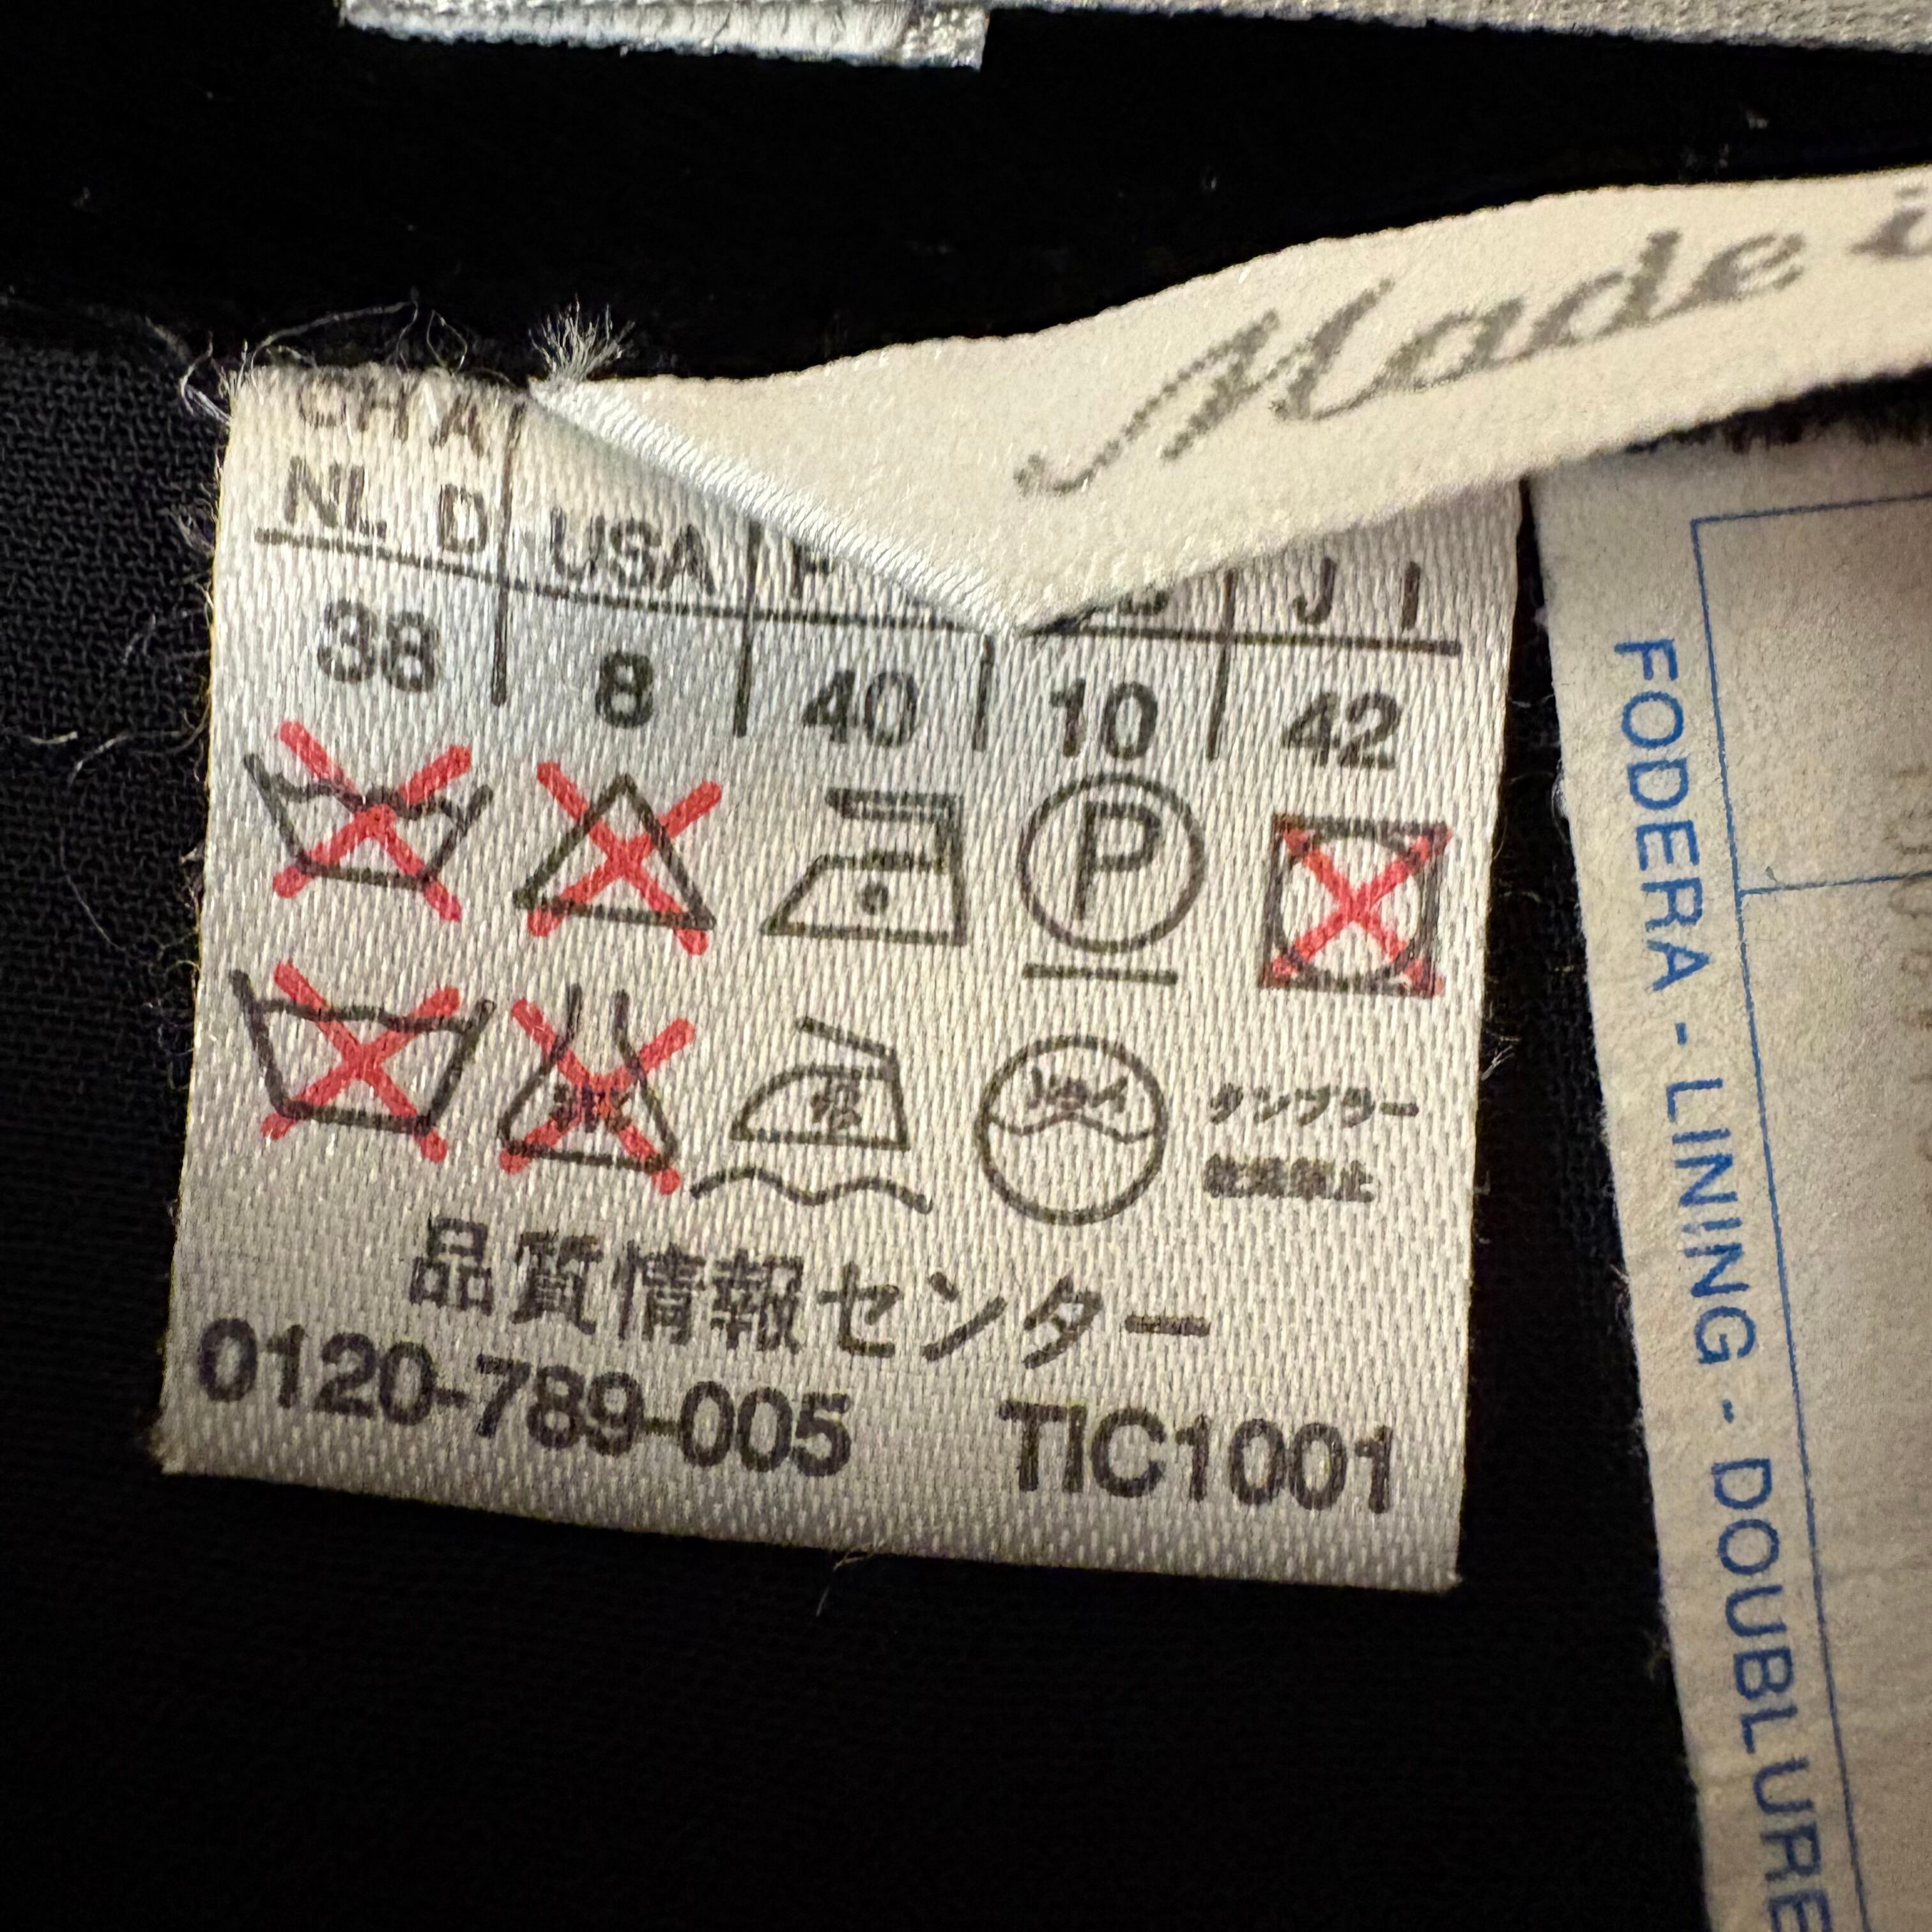 Made
CH A
NL D USA J I
38 8 40 10 42
P
タンブラー
乾燥禁止
品質情報センター
0120-789-005 TIC1001
FODERA - LINING - DOUBLURE